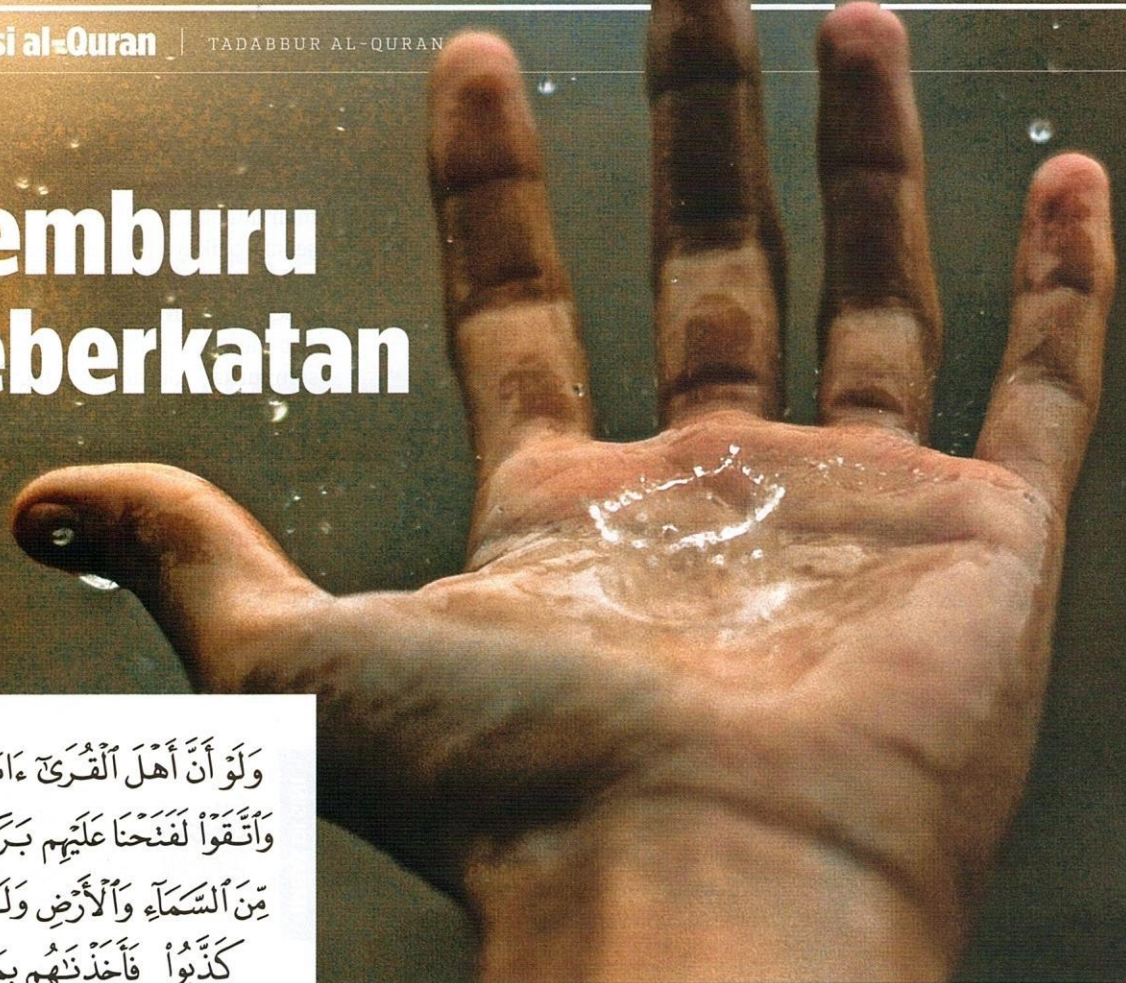 si al-Quran | TADABBUR AL-QURAN
emburu
eberkatan
وَلَوْ أَنَّ أَهْلَ ٱلْقُرَىٰٓ
وَٱتَّقَوْا۟ لَفَتَحْنَا عَلَيْهِم
مِّنَ ٱلسَّمَآءِ وَٱلْأَرْضِ
كَذَّبُوا۟ فَأَخَذْنَٰهُم